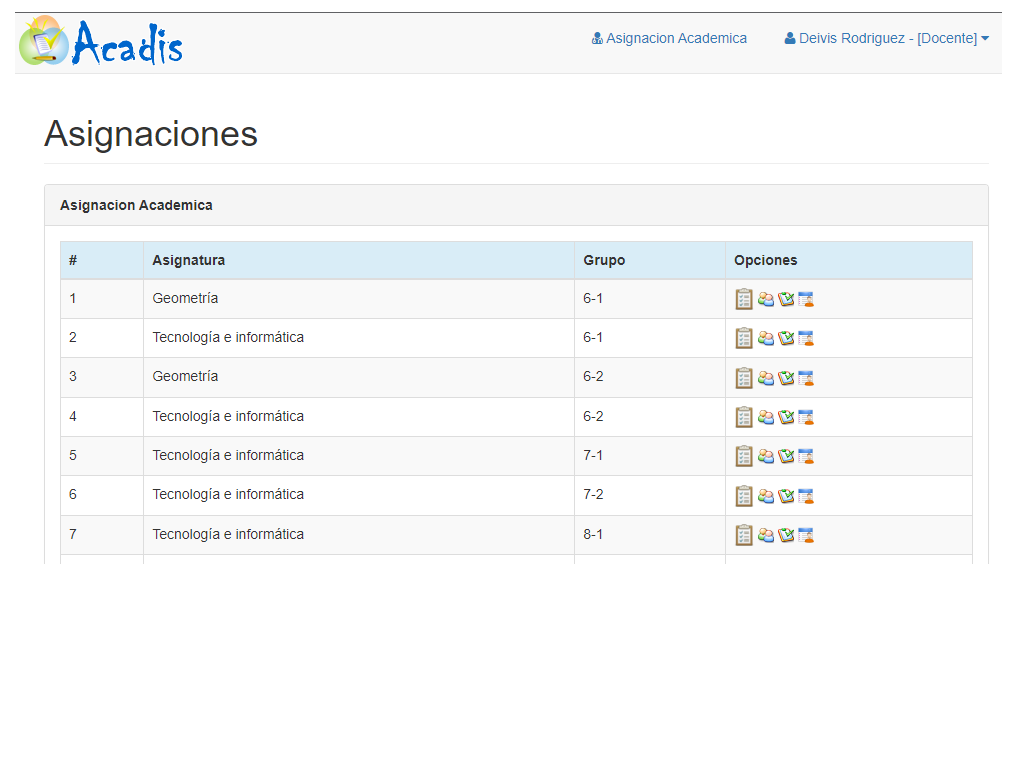 Acadis
Asignacion Academica
Deivis Rodriguez - [Docente]
Asignaciones
Asignacion Academica
# Asignatura Grupo Opciones
1 Geometría 6-1
2 Tecnología e informática 6-1
3 Geometría 6-2
4 Tecnología e informática 6-2
5 Tecnología e informática 7-1
6 Tecnología e informática 7-2
7 Tecnología e informática 8-1